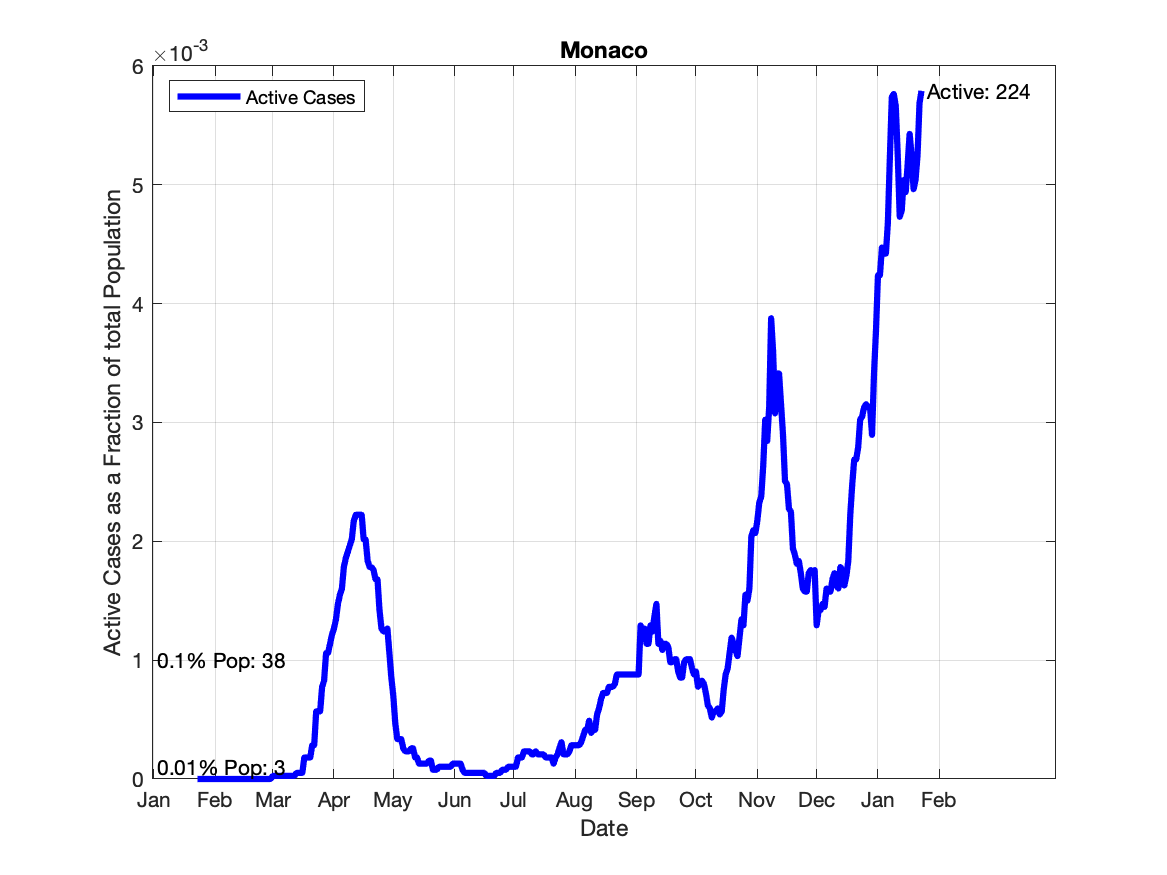 Monaco
×10-3
6
5
4
3
2
1
0
Active Cases
Active: 224
0.1% Pop: 38
0.01% Pop: 3
Active Cases as a Fraction of total Population
Jan Feb Mar Apr May Jun Jul Aug Sep Oct Nov Dec Jan Feb
Date